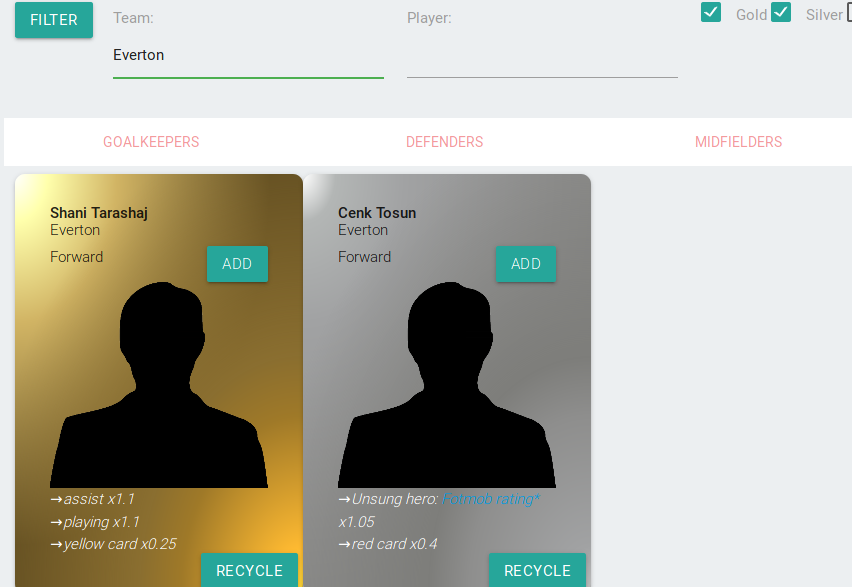 FILTER
Team:
Player:
Gold
Silver
Everton
GOALKEEPERS
DEFENDERS
MIDFIELDERS
Shani Tarashaj
Everton
Forward
ADD
→assist x1.1
→playing x1.1
→yellow card x0.25
RECYCLE
Cenk Tosun
Everton
Forward
ADD
→Unsung hero: Fotmob rating*
x1.05
→red card x0.4
RECYCLE